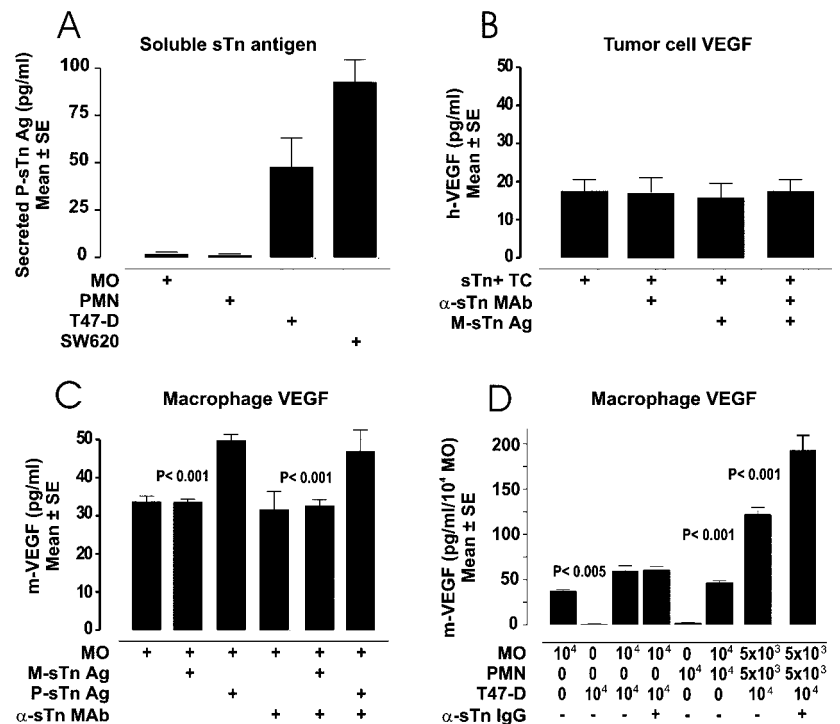 A
Soluble sTn antigen
Secreted P-sTn Ag (pg/ml)
Mean ± SE
100
50
0
MO +
PMN +
T47-D +
SW620 +
B
Tumor cell VEGF
h-VEGF (pg/ml)
Mean ± SE
50
40
30
20
10
0
sTn+ TC + + + +
α-sTn MAb + +
M-sTn Ag + +
C
Macrophage VEGF
m-VEGF (pg/ml)
Mean ± SE
50
40
30
20
10
0
P< 0.001
P< 0.001
MO + + + + + +
M-sTn Ag + +
P-sTn Ag + +
α-sTn MAb + + +
D
Macrophage VEGF
m-VEGF (pg/ml/10⁴ MO)
Mean ± SE
200
150
100
50
0
P< 0.005
P< 0.001
P< 0.001
MO 10⁴ 0 10⁴ 10⁴ 0 10⁴ 5x10³ 5x10³
PMN 0 0 0 0 10⁴ 10⁴ 5x10³ 5x10³
T47-D 0 10⁴ 10⁴ 10⁴ 0 0 10⁴ 10⁴
α-sTn IgG - - - + - - - +